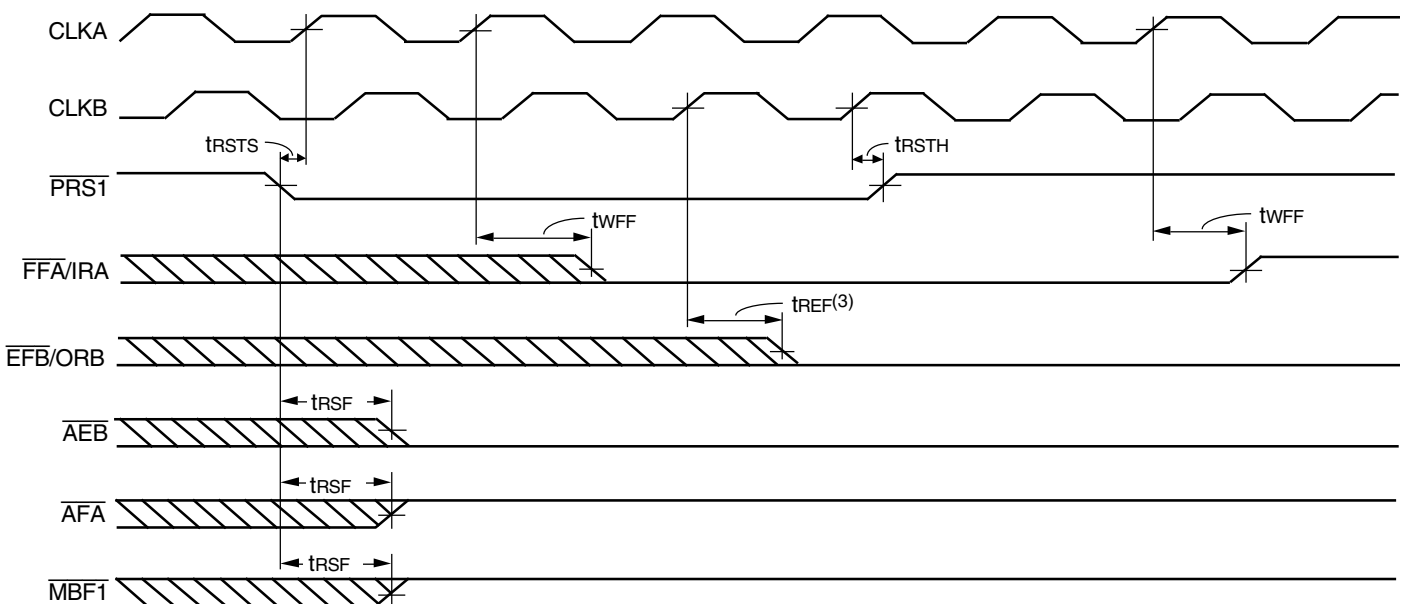 CLKA
CLKB
tRSTS
tRSTH
PRS1
tWFF
tWFF
FFA/IRA
tREF(3)
EFB/ORB
tRSF
AEB
tRSF
AFA
tRSF
MBF1